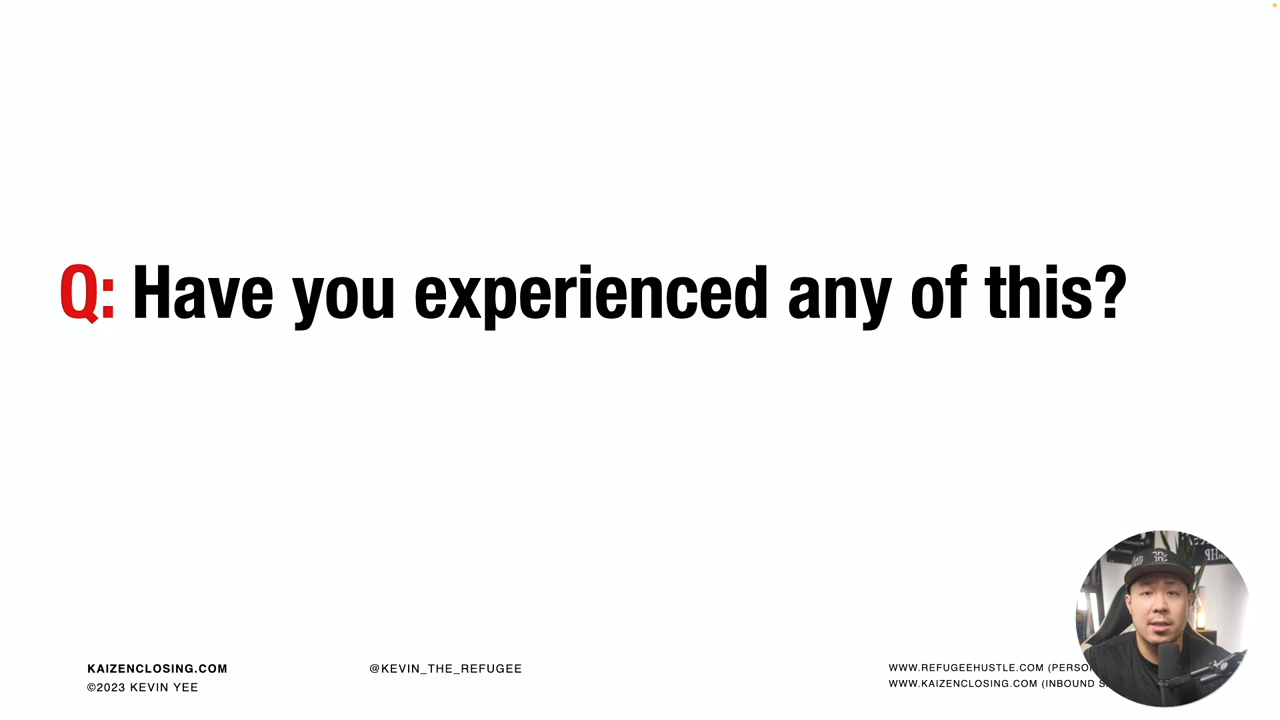 Q: Have you experienced any of this?
KAIZENCLOSING.COM
©2023 KEVIN YEE
@KEVIN_THE_REFUGEE
WWW.REFUGEEHUSTLE.COM
WWW.KAIZENCLOSING.COM (INBOUND